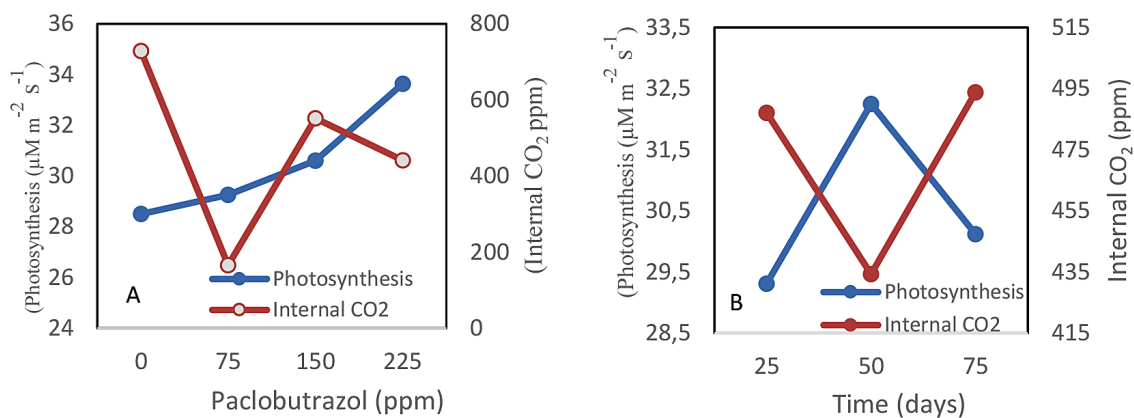 (Photosynthesis (µM m-2 s-1)
36
34
32
30
28
26
24
800
600
400
200
0
(Internal CO2 ppm)
A
Photosynthesis
Internal CO2
0 75 150 225
Paclobutrazol (ppm)
(Photosynthesis (µM m-2 s-1)
33,5
32,5
31,5
30,5
29,5
28,5
515
495
475
455
435
415
Internal CO2 (ppm)
B
Photosynthesis
Internal CO2
25 50 75
Time (days)